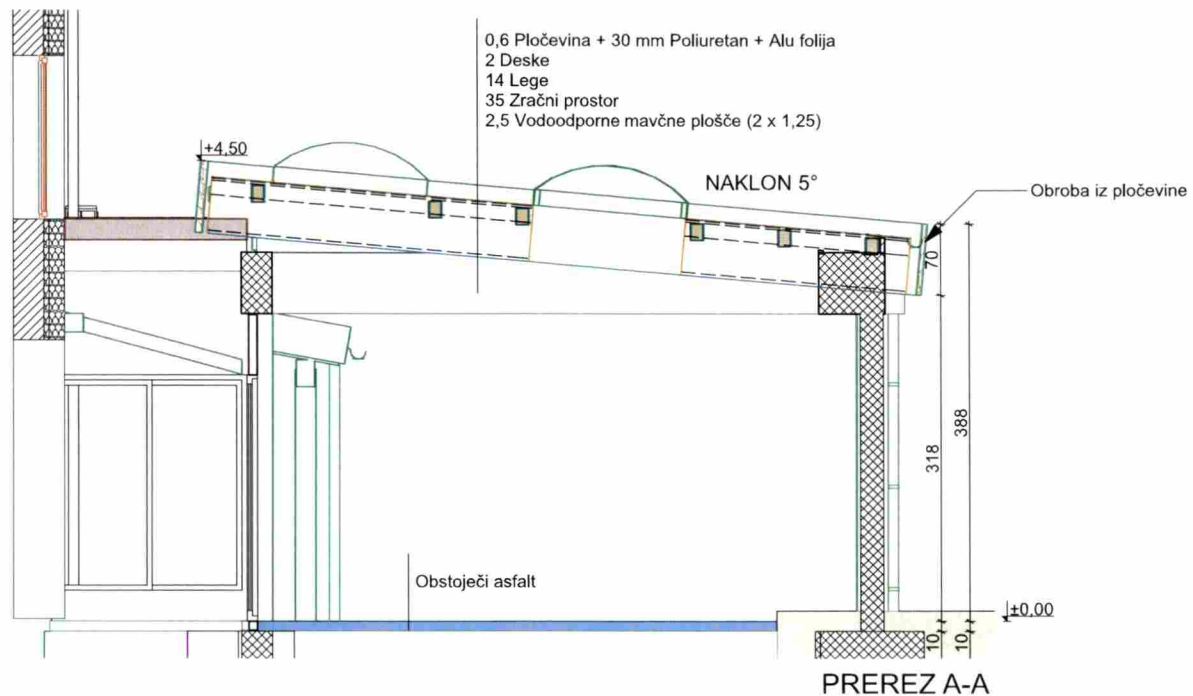 0,6 Pločevina + 30 mm Poliuretan + Alu folija
2 Deske
14 Lege
35 Zračni prostor
2,5 Vodoodporne mavčne plošče (2 x 1,25)
+4,50
NAKLON 5°
Obroba iz pločevine
70
318
388
Obstoječi asfalt
±0,00
10
10
PREREZ A-A